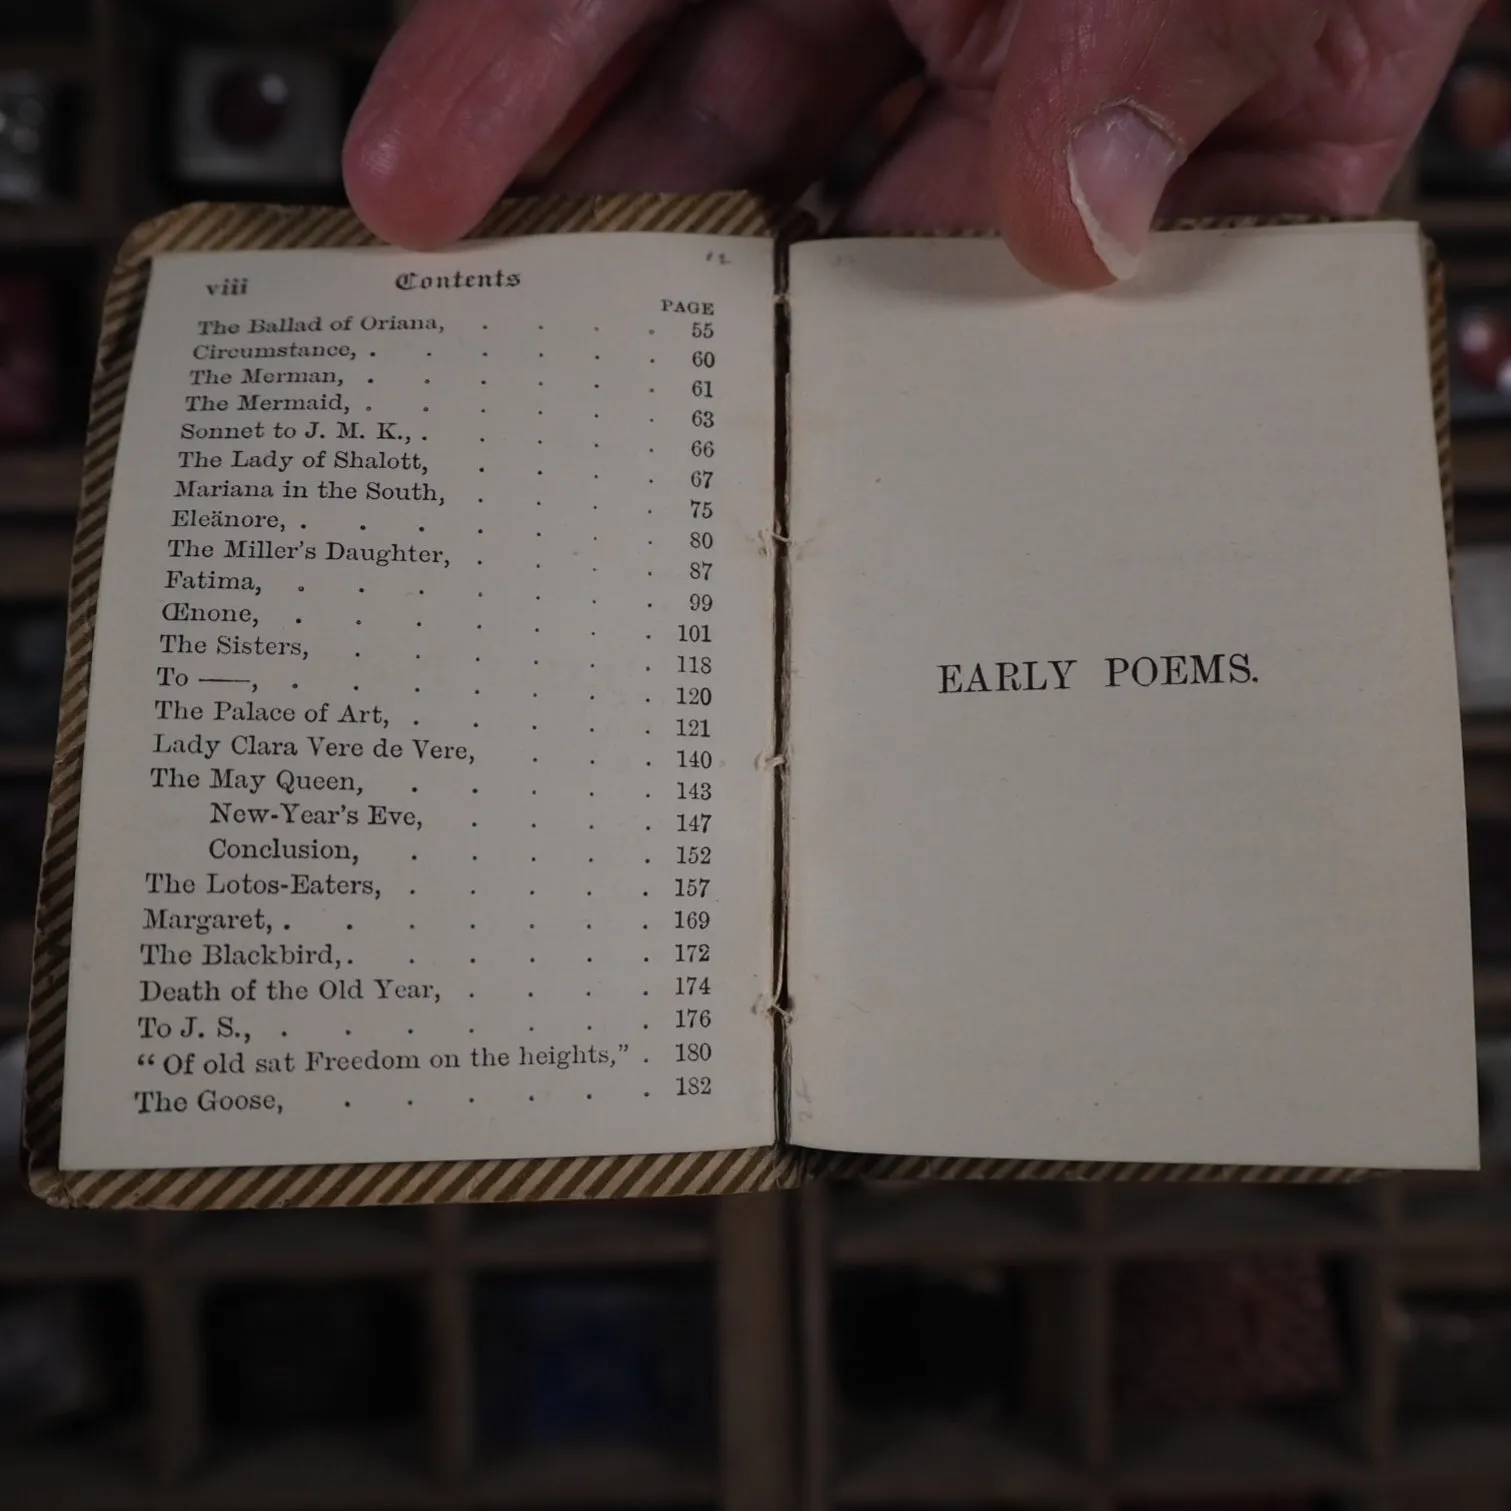 viii Contents
PAGE
The Ballad of Oriana, . . . . 55
Circumstance, . . . . . . 60
The Merman, . . . . . . 61
The Mermaid, . . . . . . 63
Sonnet to J. M. K., . . . . . 66
The Lady of Shalott, . . . . 67
Mariana in the South, . . . . 75
Eleänore, . . . . . . . 80
The Miller's Daughter, . . . . 87
Fatima, . . . . . . . 99
Œnone, . . . . . . . 101
The Sisters, . . . . . . 118
To ——, . . . . . . . 120
The Palace of Art, . . . . . 121
Lady Clara Vere de Vere, . . . 140
The May Queen, . . . . . 143
New-Year's Eve, . . . . 147
Conclusion, . . . . . 152
The Lotos-Eaters, . . . . . 157
Margaret, . . . . . . . 169
The Blackbird, . . . . . . 172
Death of the Old Year, . . . . 174
To J. S., . . . . . . . 176
“Of old sat Freedom on the heights,” . 180
The Goose, . . . . . . 182
EARLY POEMS.